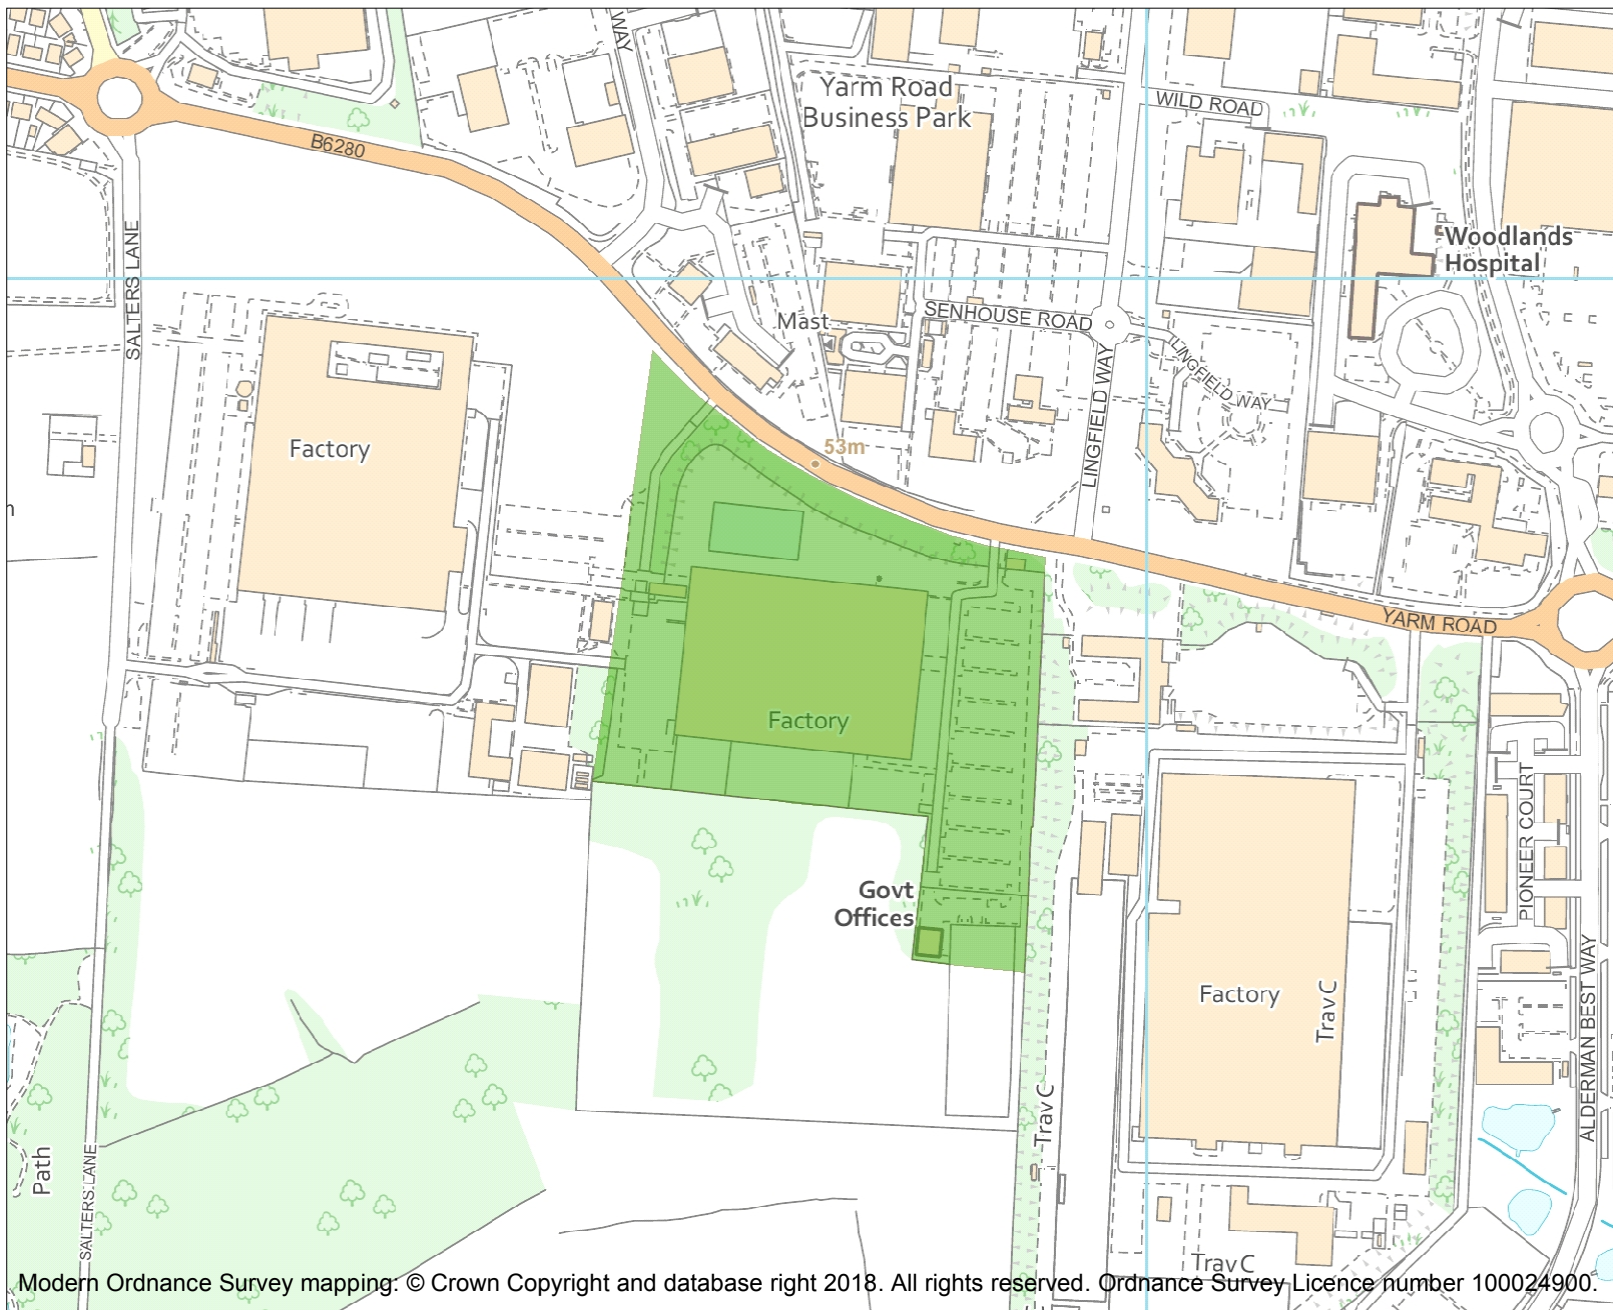 WAY
Yarm Road
Business Park
WILD ROAD
B6280
SALTERS LANE
Woodlands
Hospital
Mast
SENHOUSE ROAD
LINGFIELD WAY
LINGFIELD WAY
Factory
53m
YARM ROAD
Factory
PIONEER COURT
Govt
Offices
Factory
Trav C
ALDERMAN BEST WAY
Trav C
Path
SALTERS LANE
Trav C
Modern Ordnance Survey mapping: © Crown Copyright and database right 2018. All rights reserved. Ordnance Survey Licence number 100024900.